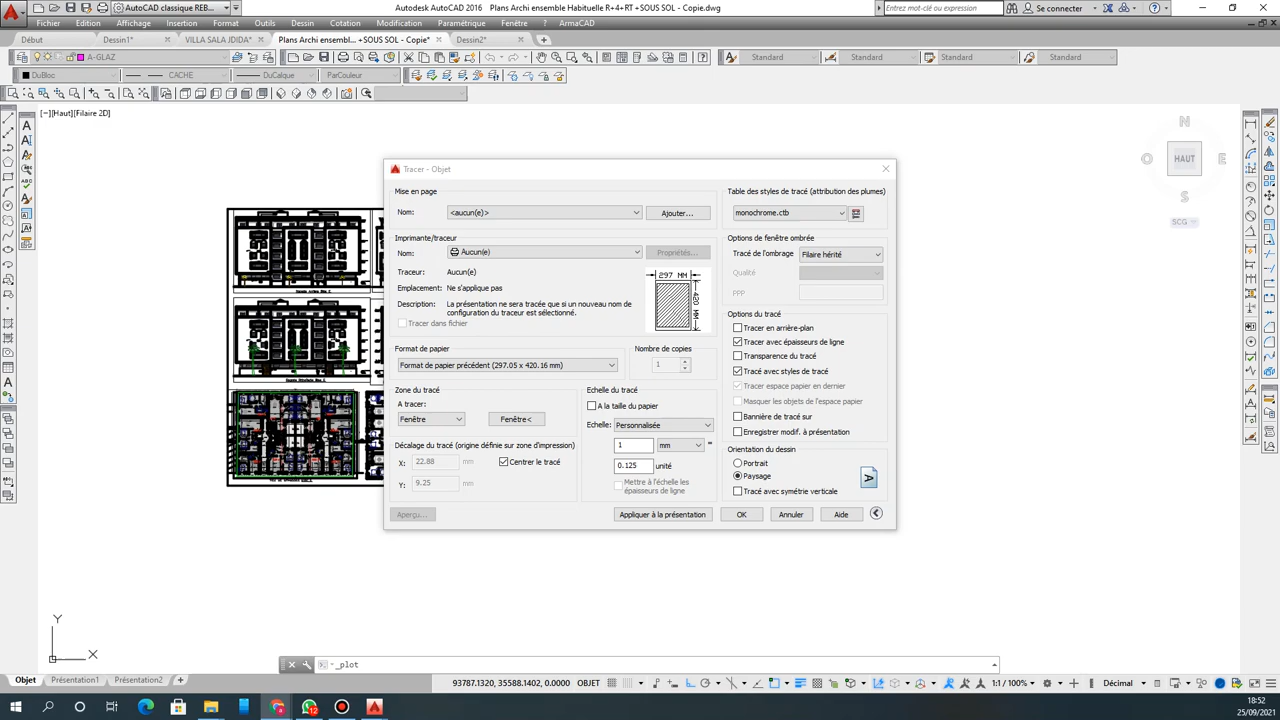 AutoCAD classique REB...
Autodesk AutoCAD 2016    Plans Archi ensemble Habituelle R+4+RT +SOUS SOL - Copie.dwg
Entrez mot-clé ou expression
Se connecter
Fichier Edition Affichage Insertion Format Outils Dessin Cotation Modification Paramétrique Fenêtre ? ArmaCAD
Début Dessin1* VILLA SALA JDIDA* Plans Archi ensembl... +SOUS SOL - Copie* Dessin2*
A-GLAZ Standard Standard Standard Standard
DuBloc CACHE DuCalque ParCouleur
[−][Haut][Filaire 2D]
N
O HAUT E
S
SCG
Tracer - Objet
Mise en page
Nom: <aucun(e)> Ajouter...
Table des styles de tracé (attribution des plumes)
monochrome.ctb
Imprimante/traceur
Nom: Aucun(e) Propriétés...
Traceur: Aucun(e)
Emplacement: Ne s'applique pas
Description: La présentation ne sera tracée que si un nouveau nom de
configuration du traceur est sélectionné.
Tracer dans fichier
297 MM
420 MM
Options de fenêtre ombrée
Tracé de l'ombrage Filaire hérité
Qualité
PPP
Format de papier
Format de papier précédent (297.05 x 420.16 mm)
Nombre de copies
1
Options du tracé
Tracer en arrière-plan
Tracer avec épaisseurs de ligne
Transparence du tracé
Tracé avec styles de tracé
Tracer espace papier en dernier
Masquer les objets de l'espace papier
Bannière de tracé sur
Enregistrer modif. à présentation
Zone du tracé
A tracer:
Fenêtre Fenêtre<
Echelle du tracé
A la taille du papier
Echelle: Personnalisée
1 mm
0.125 unité
Mettre à l'échelle les
épaisseurs de ligne
Décalage du tracé (origine définie sur zone d'impression)
X: 22.88 mm
Centrer le tracé
Y: 9.25 mm
Orientation du dessin
Portrait
Paysage
Tracé avec symétrie verticale
A
Aperçu... Appliquer à la présentation OK Annuler Aide
Y
X
_plot
Objet Présentation1 Présentation2 +
93787.1320, 35588.1402, 0.0000 OBJET
1:1 / 100%
Décimal
12
18:52
25/09/2021